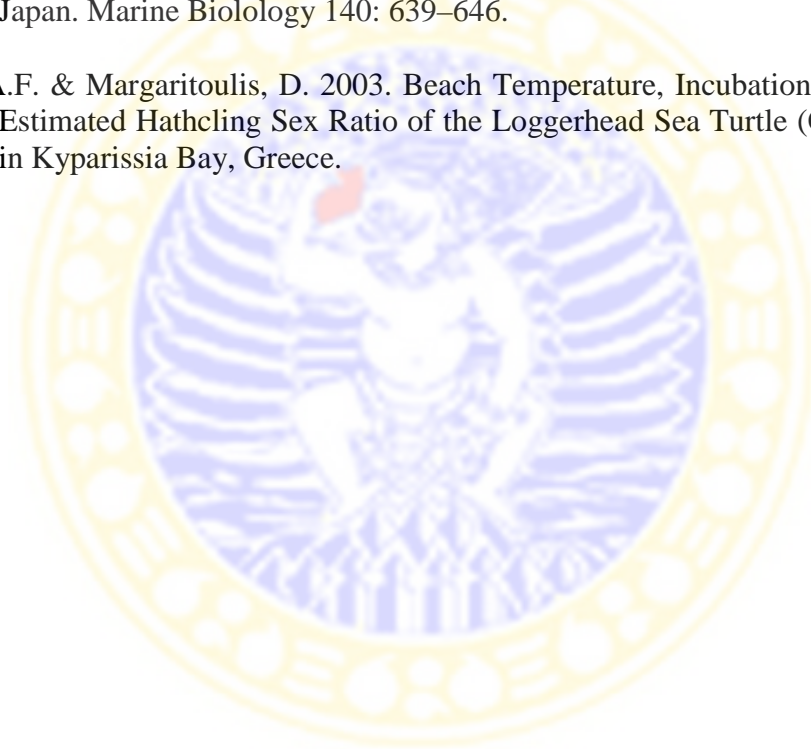 Japan. Marine Biolology 140: 639–646.
A.F. & Margaritoulis, D. 2003. Beach Temperature, Incubation
Estimated Hathcling Sex Ratio of the Loggerhead Sea Turtle (
in Kyparissia Bay, Greece.